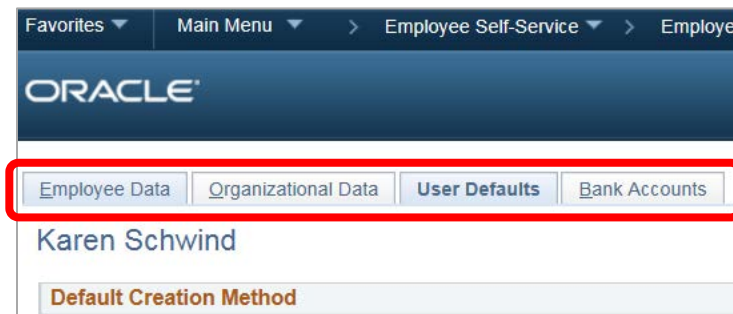 Favorites Main Menu > Employee Self-Service > Employe
ORACLE
Employee Data Organizational Data User Defaults Bank Accounts
Karen Schwind
Default Creation Method